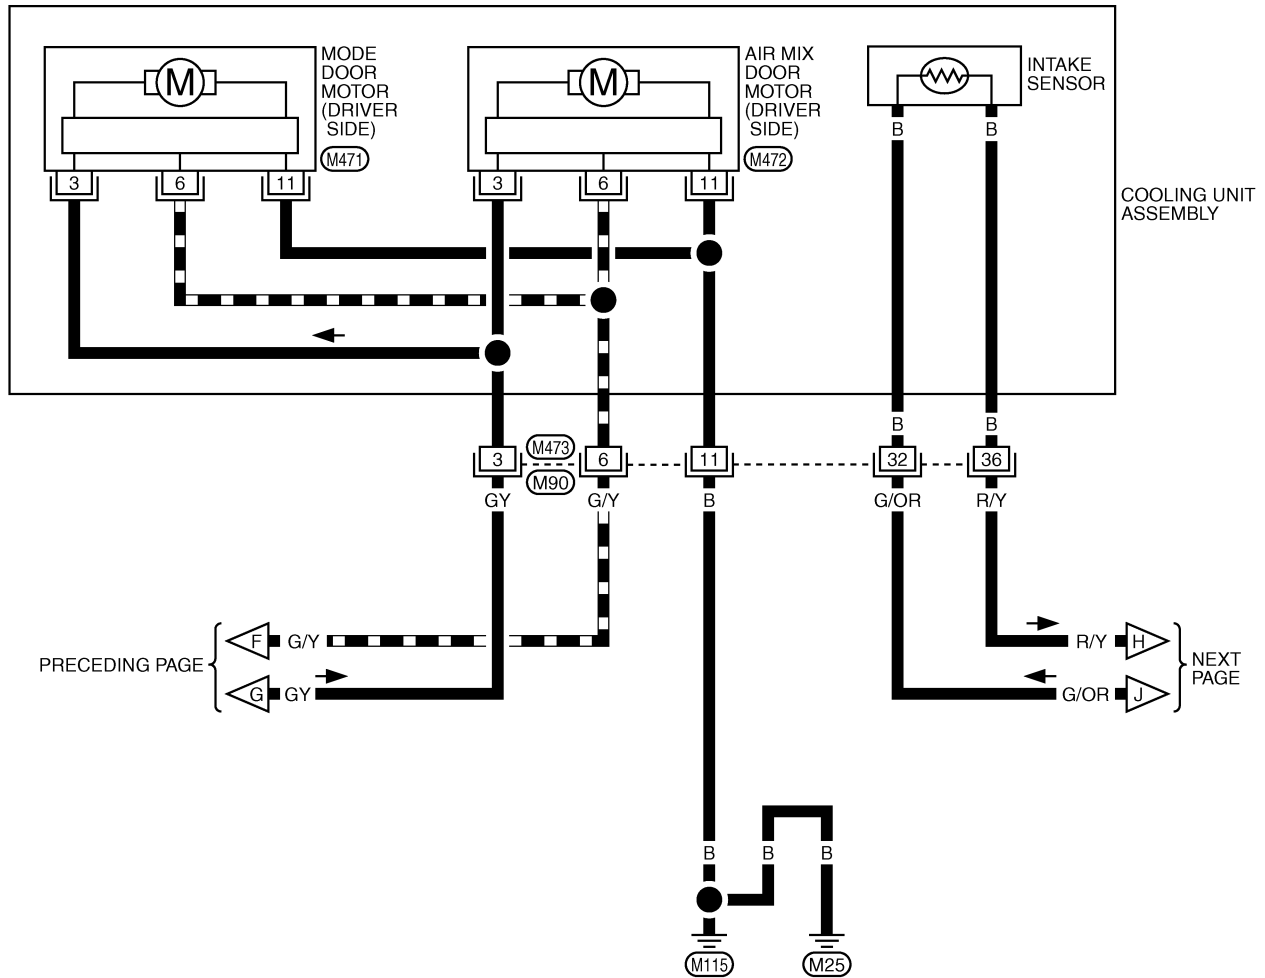 MODE
DOOR
MOTOR
(DRIVER
SIDE)
M471
M
3
6
11
AIR MIX
DOOR
MOTOR
(DRIVER
SIDE)
M472
M
3
6
11
INTAKE
SENSOR
B
B
COOLING UNIT
ASSEMBLY
B
B
3
M473
M90
6
11
32
36
GY
G/Y
B
G/OR
R/Y
PRECEDING PAGE
F
G/Y
G
GY
R/Y
H
G/OR
J
NEXT
PAGE
B
B
B
M115
M25